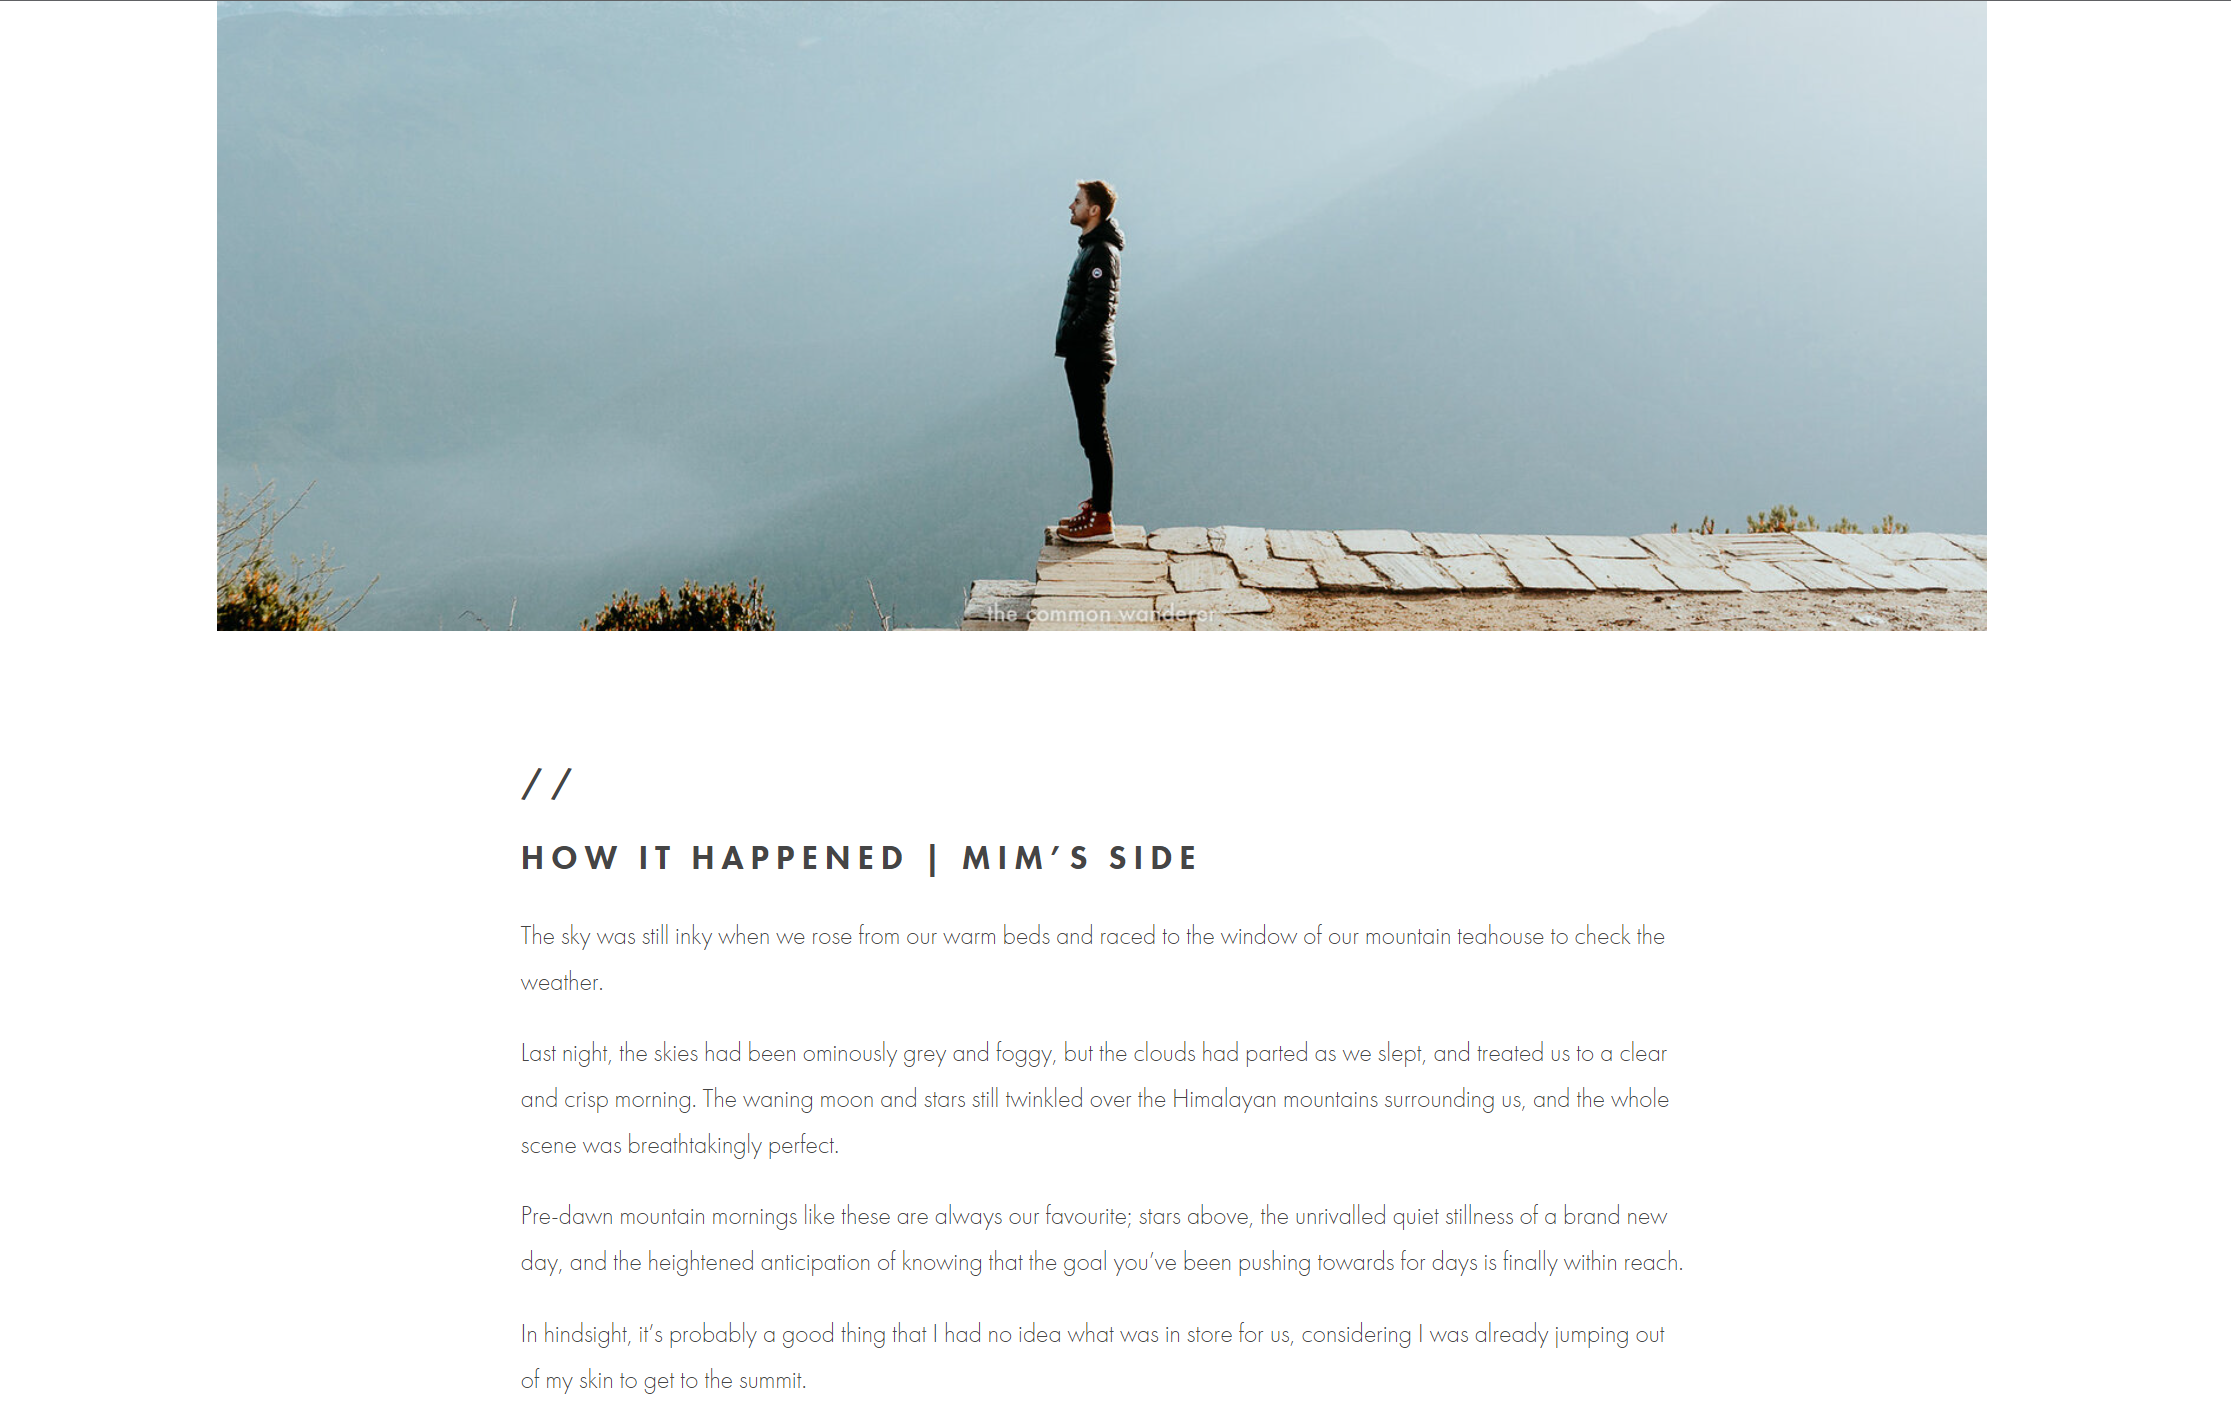 the common wanderer
//
HOW IT HAPPENED | MIM’S SIDE
The sky was still inky when we rose from our warm beds and raced to the window of our mountain teahouse to check the
weather.
Last night, the skies had been ominously grey and foggy, but the clouds had parted as we slept, and treated us to a clear
and crisp morning. The waning moon and stars still twinkled over the Himalayan mountains surrounding us, and the whole
scene was breathtakingly perfect.
Pre-dawn mountain mornings like these are always our favourite; stars above, the unrivalled quiet stillness of a brand new
day, and the heightened anticipation of knowing that the goal you’ve been pushing towards for days is finally within reach.
In hindsight, it’s probably a good thing that I had no idea what was in store for us, considering I was already jumping out
of my skin to get to the summit.